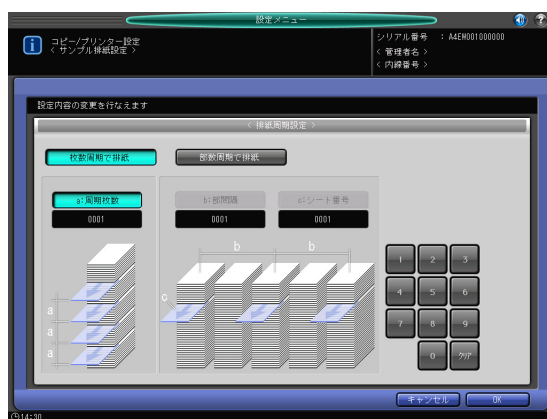 設定メニュー
コピー/プリンター設定
< サンプル排紙設定 >
シリアル番号 : A4EM001000000
< 管理者名 >
< 内線番号 >
設定内容の変更を行なえます
< 排紙周期設定 >
枚数周期で排紙 部数周期で排紙
a:周期枚数 b:部間隔 c:シート番号
0001 0001 0001
b b
c
a
a
a
1 2 3
4 5 6
7 8 9
0 クリア
キャンセル OK
14:30